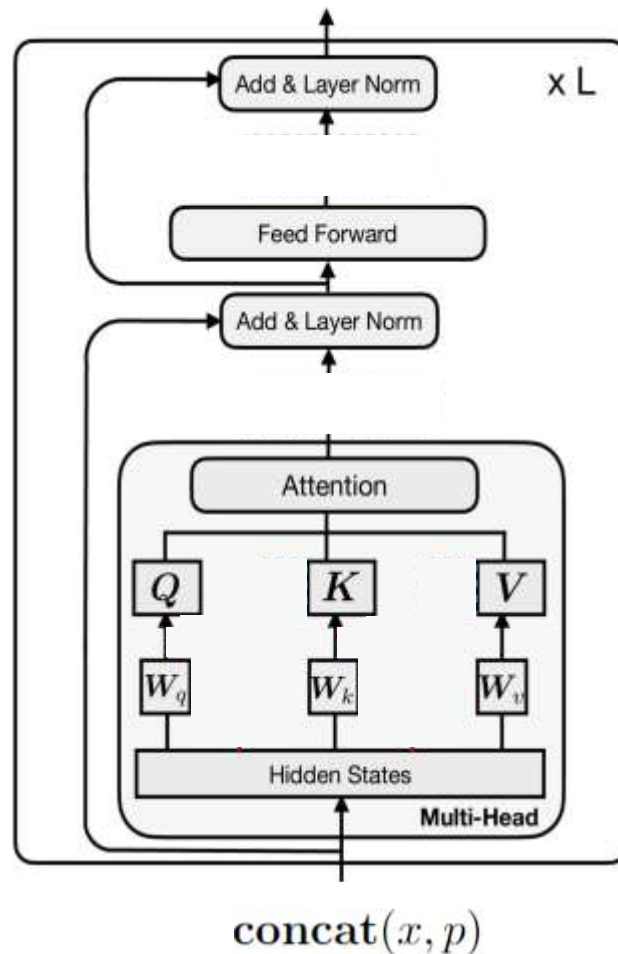 Add & Layer Norm
x L
Feed Forward
Add & Layer Norm
Attention
Q K V
W_q W_k W_v
Hidden States
Multi-Head
concat(x, p)